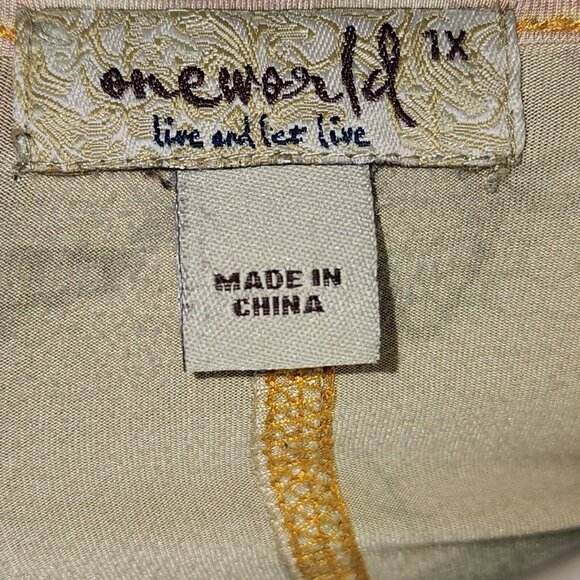 oneworld 1X
live and let live
MADE IN
CHINA